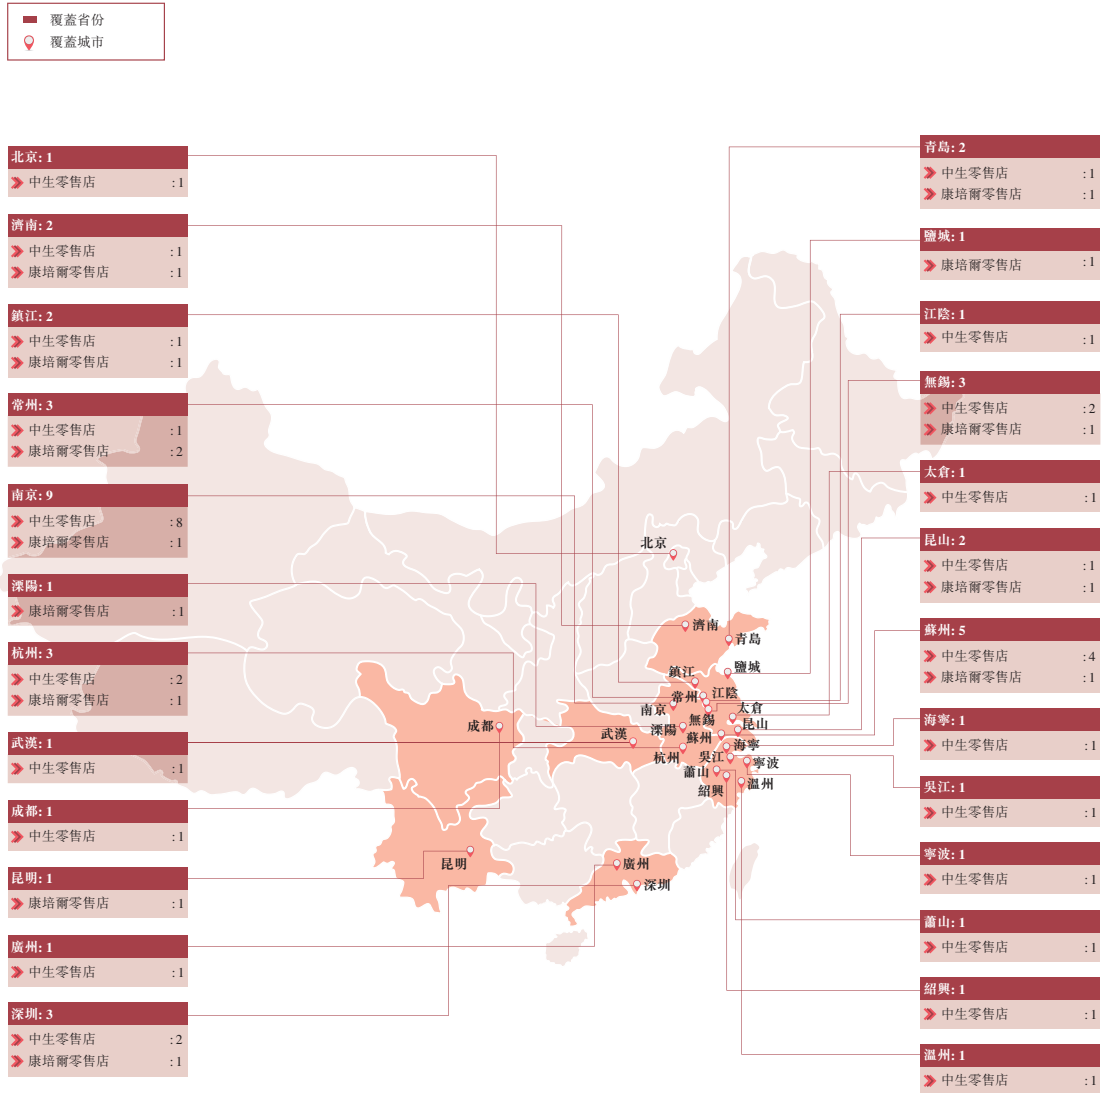 覆蓋省份
覆蓋城市
北京: 1
中生零售店 : 1
濟南: 2
中生零售店 : 1
康培爾零售店 : 1
鎮江: 2
中生零售店 : 1
康培爾零售店 : 1
常州: 3
中生零售店 : 1
康培爾零售店 : 2
南京: 9
中生零售店 : 8
康培爾零售店 : 1
溧陽: 1
康培爾零售店 : 1
杭州: 3
中生零售店 : 2
康培爾零售店 : 1
武漢: 1
中生零售店 : 1
成都: 1
中生零售店 : 1
昆明: 1
康培爾零售店 : 1
廣州: 1
中生零售店 : 1
深圳: 3
中生零售店 : 2
康培爾零售店 : 1
北京
濟南
青島
鹽城
鎮江
常州
江陰
南京
無錫
太倉
溧陽
昆山
成都
武漢
蘇州
海寧
杭州
吳江
寧波
蕭山
紹興
溫州
昆明
廣州
深圳
青島: 2
中生零售店 : 1
康培爾零售店 : 1
鹽城: 1
康培爾零售店 : 1
江陰: 1
中生零售店 : 1
無錫: 3
中生零售店 : 2
康培爾零售店 : 1
太倉: 1
中生零售店 : 1
昆山: 2
中生零售店 : 1
康培爾零售店 : 1
蘇州: 5
中生零售店 : 4
康培爾零售店 : 1
海寧: 1
中生零售店 : 1
吳江: 1
中生零售店 : 1
寧波: 1
中生零售店 : 1
蕭山: 1
中生零售店 : 1
紹興: 1
中生零售店 : 1
溫州: 1
中生零售店 : 1